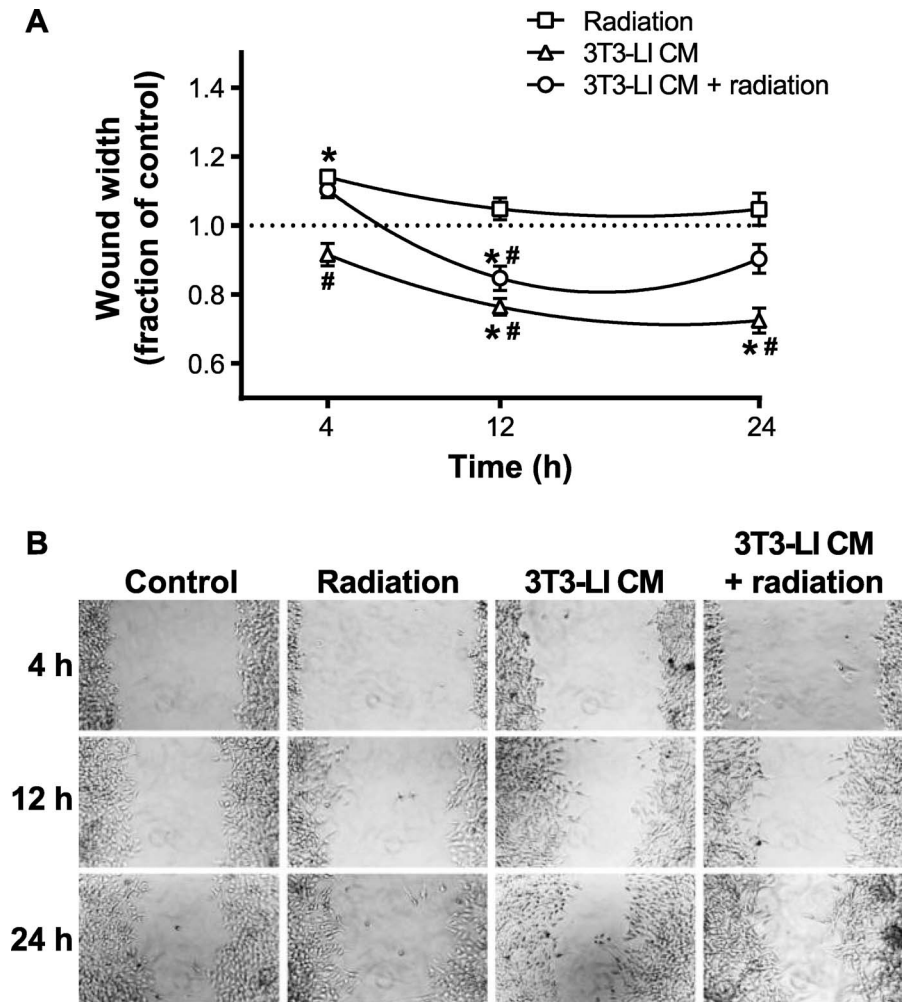 A
Radiation
3T3-LI CM
3T3-LI CM + radiation
Wound width
(fraction of control)
1.4
1.2
1.0
0.8
0.6
*
#
*#
*#
*#
4
12
24
Time (h)
B
Control
Radiation
3T3-LI CM
3T3-LI CM
+ radiation
4 h
12 h
24 h